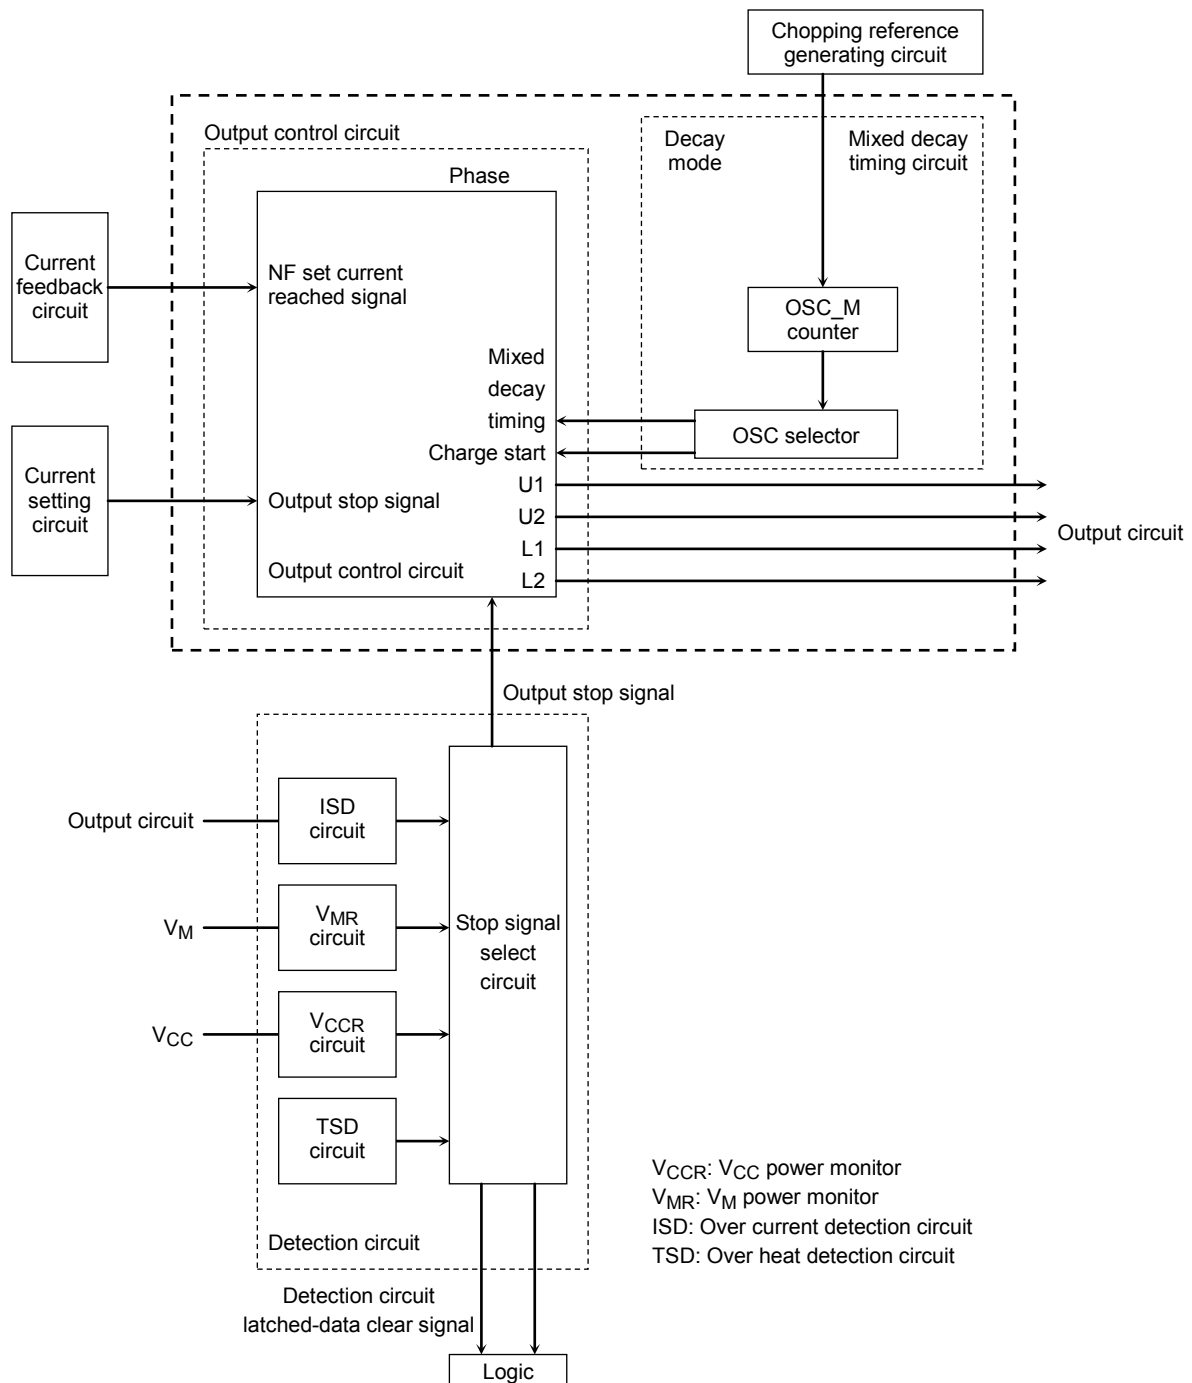 Chopping reference
generating circuit
Output control circuit
Decay
mode
Mixed decay
timing circuit
Phase
Current
feedback
circuit
NF set current
reached signal
OSC_M
counter
Mixed
decay
timing
OSC selector
Charge start
Current
setting
circuit
Output stop signal
U1
U2
L1
L2
Output circuit
Output control circuit
Output stop signal
Output circuit
ISD
circuit
VM
VMR
circuit
Stop signal
select
circuit
VCC
VCCR
circuit
TSD
circuit
Detection circuit
VCCR: VCC power monitor
VMR: VM power monitor
ISD: Over current detection circuit
TSD: Over heat detection circuit
Detection circuit
latched-data clear signal
Logic